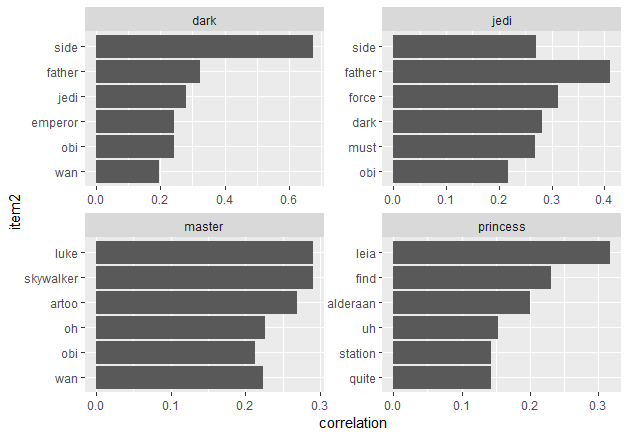 dark
side
father
jedi
emperor
obi
wan
0.0 0.2 0.4 0.6
jedi
side
father
force
dark
must
obi
0.0 0.1 0.2 0.3 0.4
item2
master
luke
skywalker
artoo
oh
obi
wan
0.0 0.1 0.2 0.3
princess
leia
find
alderaan
uh
station
quite
0.0 0.1 0.2 0.3
correlation